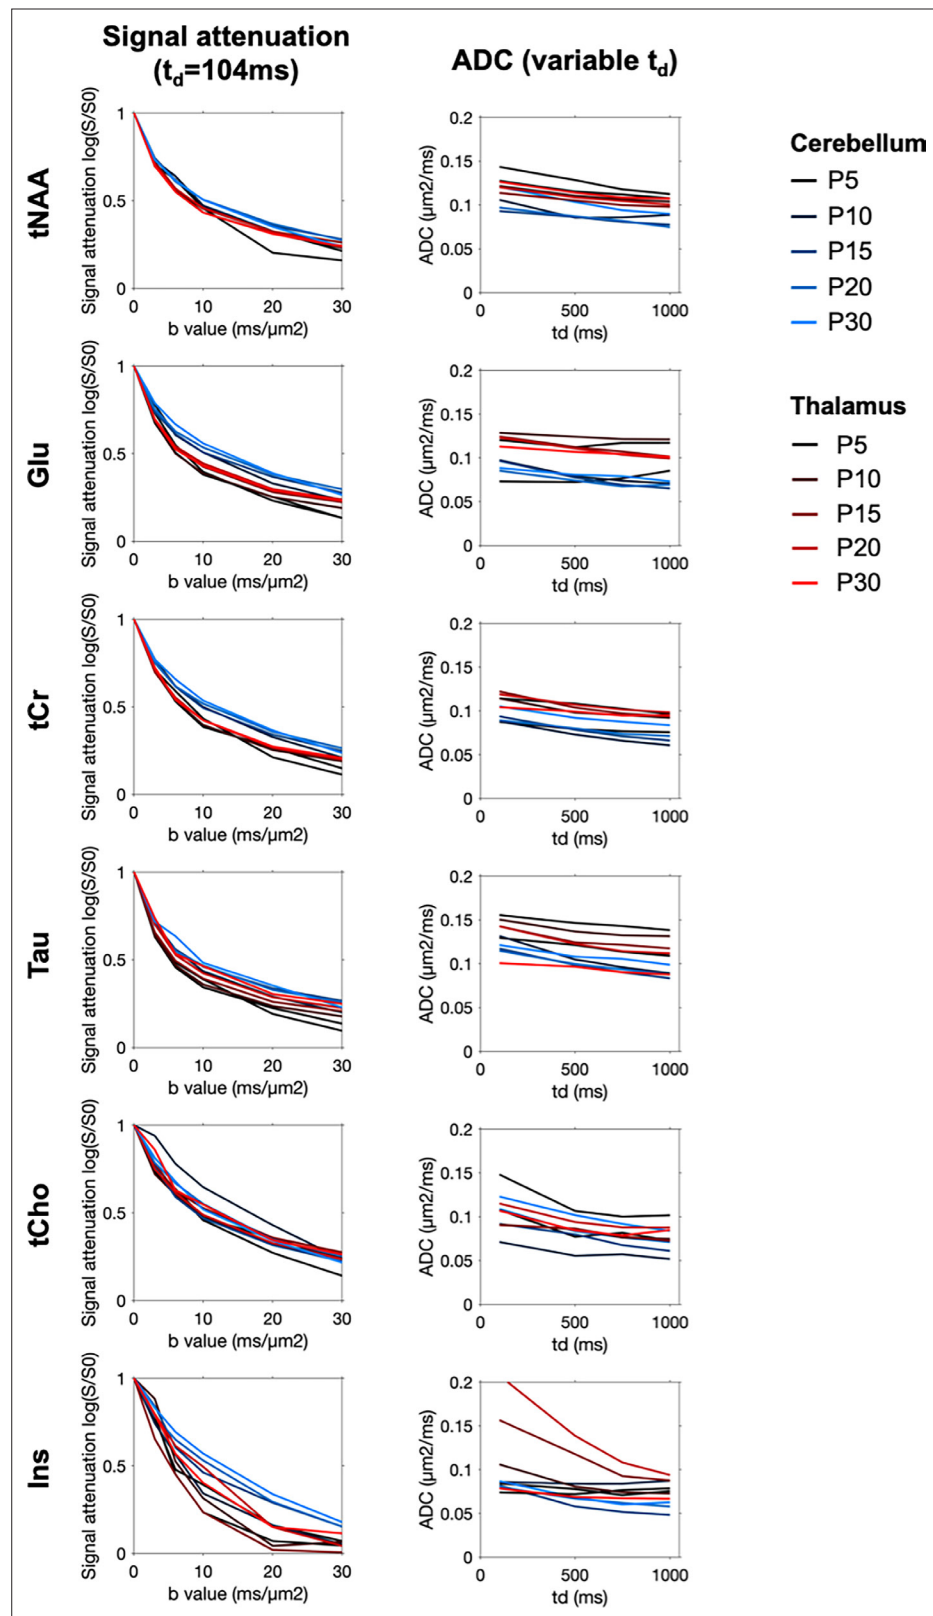 Signal attenuation
(td=104ms)
ADC (variable td)
tNAA
Signal attenuation log(S/S0)
1
0.5
0
0 10 20 30
b value (ms/µm2)
ADC (µm2/ms)
0.2
0.15
0.1
0.05
0
0 500 1000
td (ms)
Glu
Signal attenuation log(S/S0)
1
0.5
0
0 10 20 30
b value (ms/µm2)
ADC (µm2/ms)
0.2
0.15
0.1
0.05
0
0 500 1000
td (ms)
tCr
Signal attenuation log(S/S0)
1
0.5
0
0 10 20 30
b value (ms/µm2)
ADC (µm2/ms)
0.2
0.15
0.1
0.05
0
0 500 1000
td (ms)
Tau
Signal attenuation log(S/S0)
1
0.5
0
0 10 20 30
b value (ms/µm2)
ADC (µm2/ms)
0.2
0.15
0.1
0.05
0
0 500 1000
td (ms)
tCho
Signal attenuation log(S/S0)
1
0.5
0
0 10 20 30
b value (ms/µm2)
ADC (µm2/ms)
0.2
0.15
0.1
0.05
0
0 500 1000
td (ms)
Ins
Signal attenuation log(S/S0)
1
0.5
0
0 10 20 30
b value (ms/µm2)
ADC (µm2/ms)
0.2
0.15
0.1
0.05
0
0 500 1000
td (ms)
Cerebellum
P5
P10
P15
P20
P30
Thalamus
P5
P10
P15
P20
P30